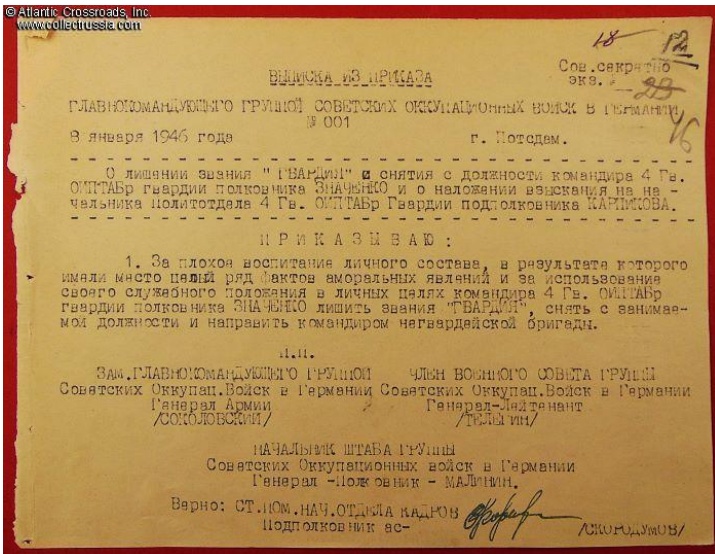 © Atlantic Crossroads, Inc.
www.collectrussia.com
18 12
Сов.секретно
экз.
23
46
ВЫПИСКА ИЗ ПРИКАЗА
ГЛАВНОКОМАНДУЮЩЕГО ГРУППОЙ СОВЕТСКИХ ОККУПАЦИОННЫХ ВОЙСК В ГЕРМАНИИ
№ 001
8 января 1946 года г. Потсдам.
О лишении звания "ГВАРДИЯ" и снятия с должности командира 4 Гв.
ОИПТАБр гвардии полковника ЗНАЧЕНКО и о наложении взыскания на на -
чальника Политотдела 4 Гв. ОИПТАБр Гвардии подполковника КАРПИКОВА.
П Р И К А З Ы В А Ю :
1. За плохое воспитание личного состава, в результате которого
имели место целый ряд фактов аморальных явлений и за использование
своего служебного положения в личных целях командира 4 Гв. ОИПТАБр
гвардии полковника ЗНАЧЕНКО лишить звания "ГВАРДИЯ", снять с занимае-
мой должности и направить командиром негвардейской бригады.
П.П.
ЗАМ.ГЛАВНОКОМАНДУЮЩЕГО ГРУППОЙ ЧЛЕН ВОЕННОГО СОВЕТА ГРУППЫ
Советских Оккупац.Войск в Германии Советских Оккупац.Войск в Германии
Генерал Армии Генерал-Лейтенант
/СОКОЛОВСКИЙ/ /ТЕЛЕГИН/
НАЧАЛЬНИК ШТАБА ГРУППЫ
Советских Оккупационных войск в Германии
Генерал -Полковник - МАЛИНИН.
Верно: СТ.ПОМ.НАЧ.ОТДЕЛА КАДРОВ
Подполковник ас- /СКОРОДУМОВ/